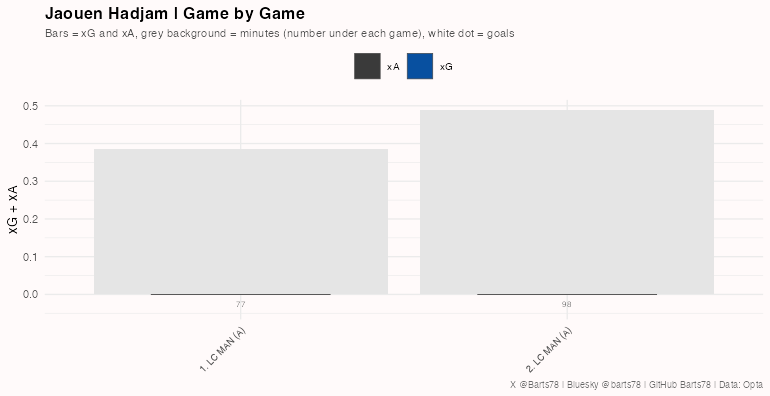 Jaouen Hadjam | Game by Game
Bars = xG and xA, grey background = minutes (number under each game), white dot = goals
xA
xG
xG + xA
0.5
0.4
0.3
0.2
0.1
0.0
77
98
1. LC MAN (A)
2. LC MAN (A)
X @Barts78 | Bluesky @barts78 | GitHub Barts78 | Data: Opta